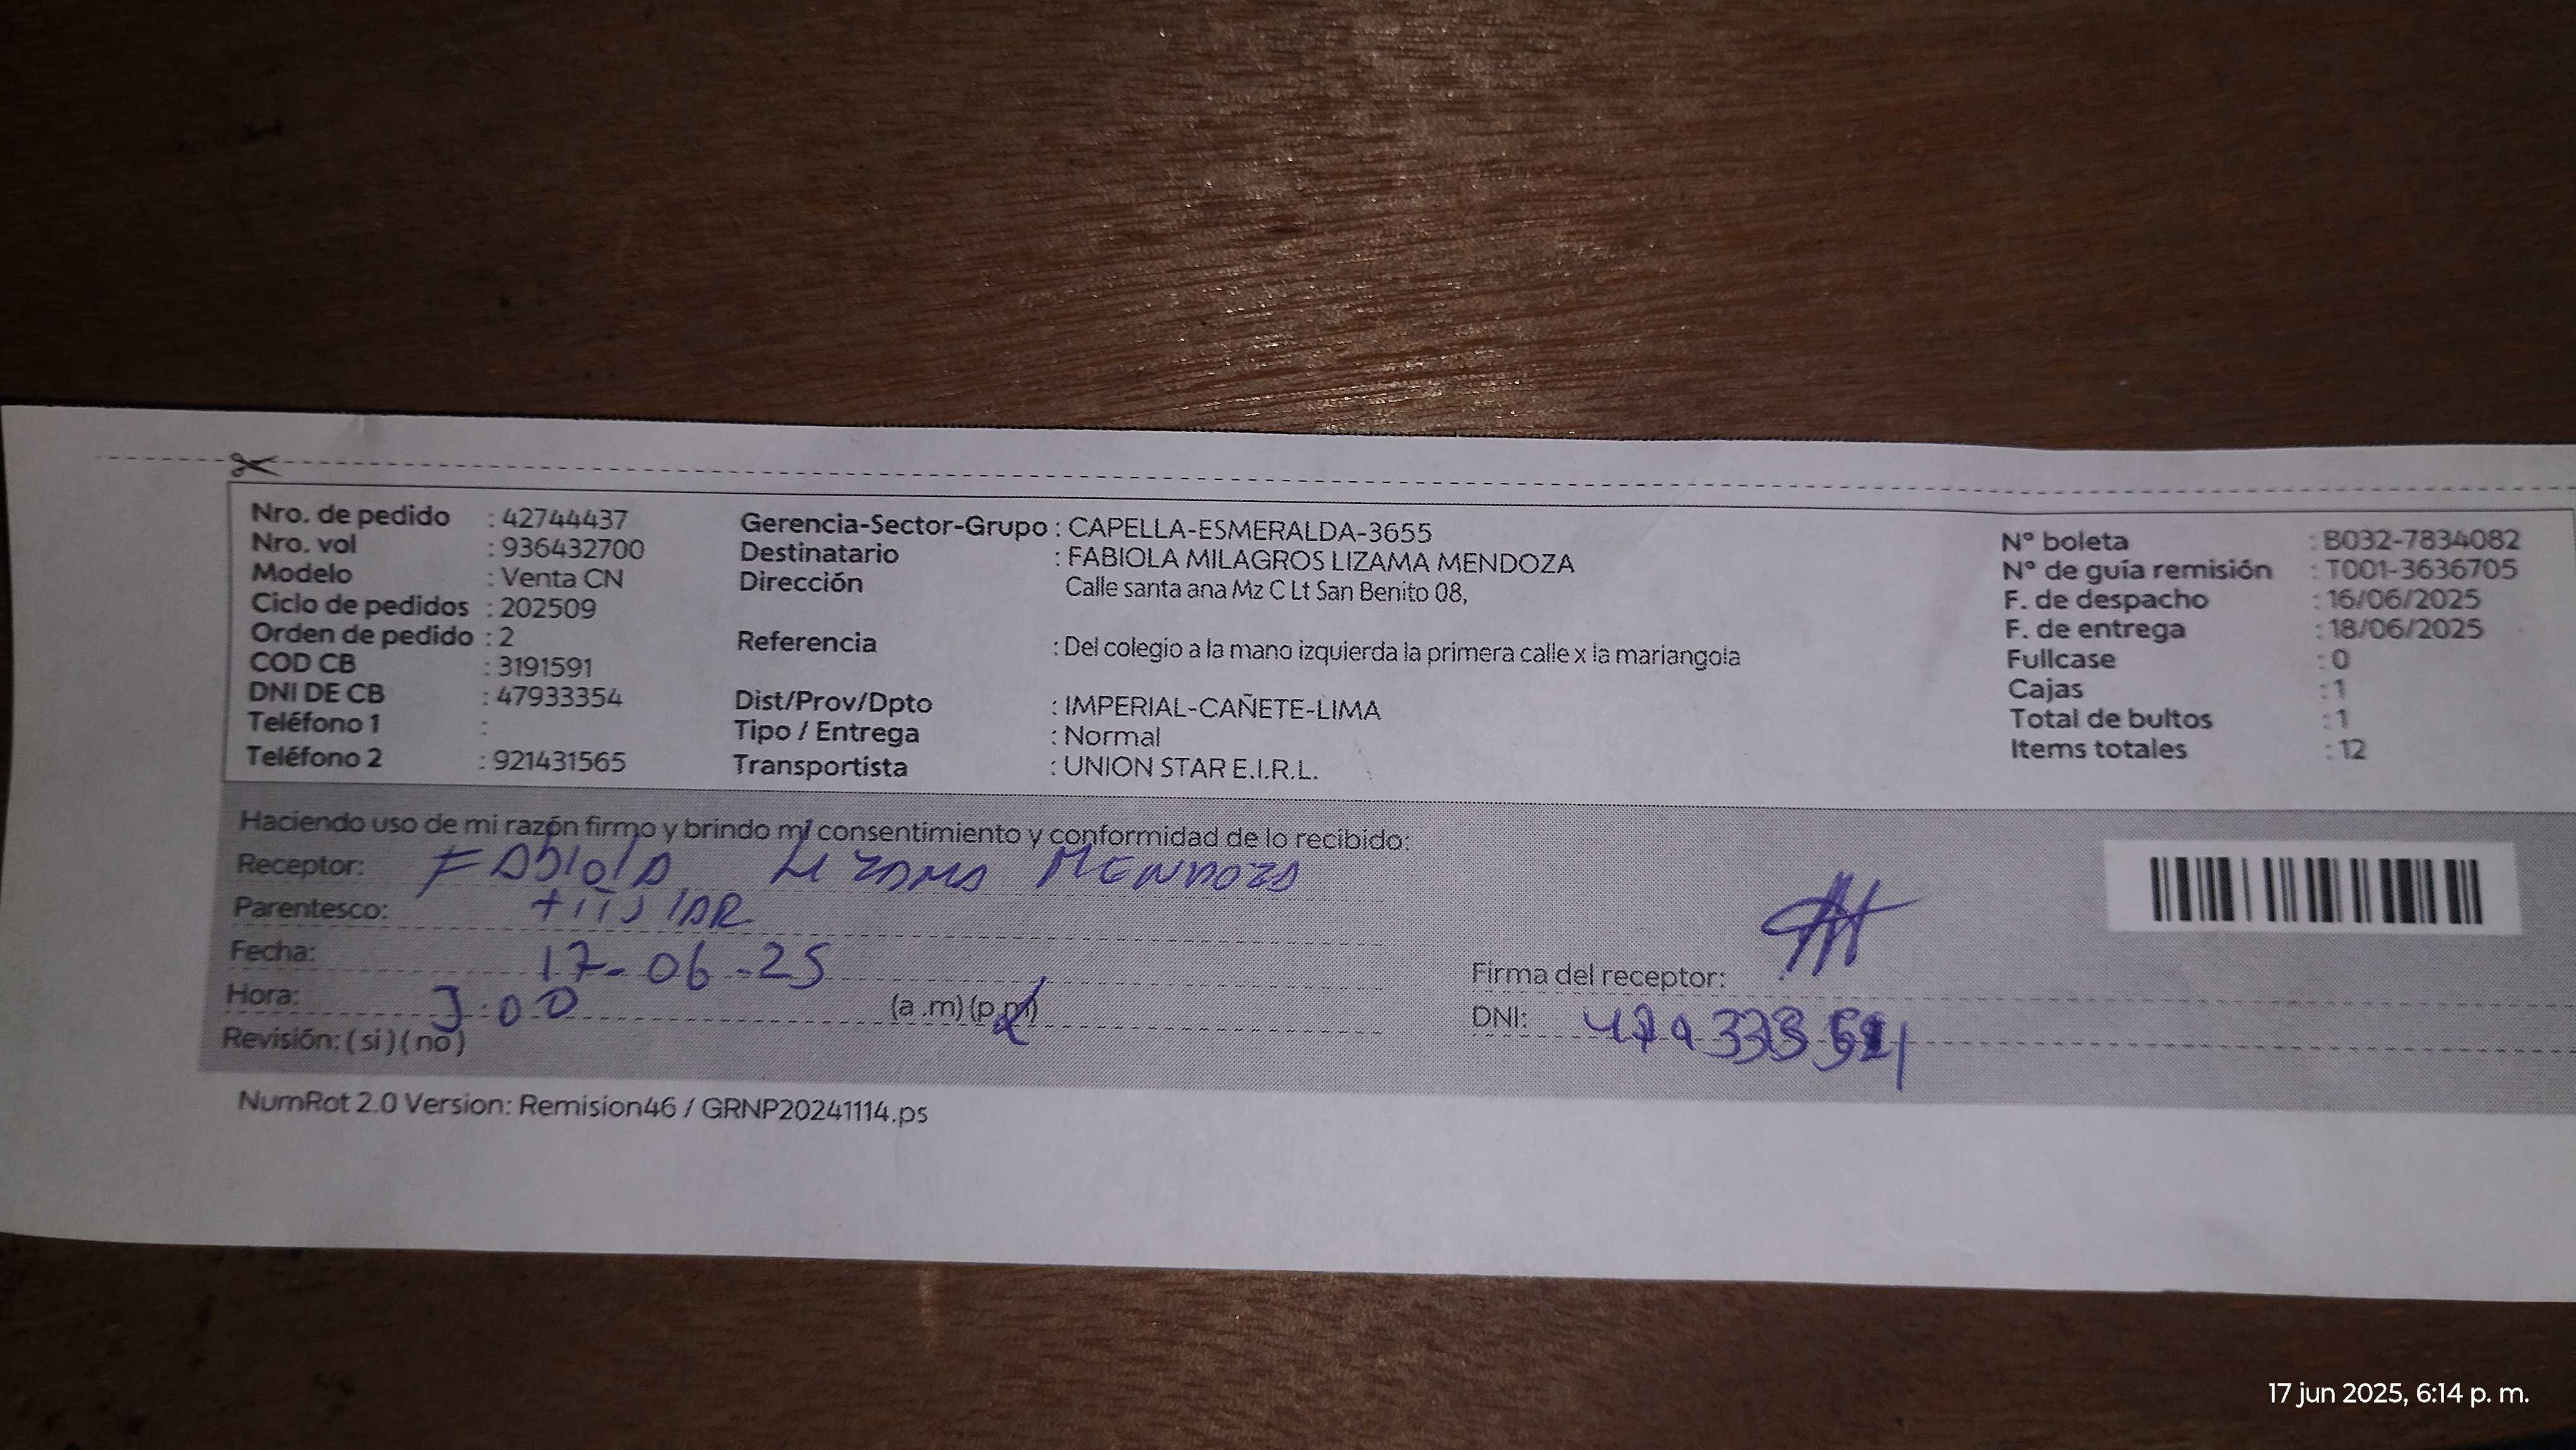 Nro. de pedido : 42744437
Nro. vol : 936432700
Modelo : Venta CN
Ciclo de pedidos : 202509
Orden de pedido : 2
COD CB : 3191591
DNI DE CB : 47933354
Teléfono 1 :
Teléfono 2 : 921431565
Gerencia-Sector-Grupo : CAPELLA-ESMERALDA-3655
Destinatario : FABIOLA MILAGROS LIZAMA MENDOZA
Dirección Calle santa ana Mz C Lt San Benito 08,
Referencia : Del colegio a la mano izquierda la primera calle x la mariangola
Dist/Prov/Dpto : IMPERIAL-CAÑETE-LIMA
Tipo / Entrega : Normal
Transportista : UNION STAR E.I.R.L.
Nº boleta : B032-7834082
Nº de guía remisión : T001-3636705
F. de despacho : 16/06/2025
F. de entrega : 18/06/2025
Fullcase : 0
Cajas : 1
Total de bultos : 1
Items totales : 12
Haciendo uso de mi razón firmo y brindo mi consentimiento y conformidad de lo recibido:
Receptor: FABIOLA LIZAMA MENDOZA
Parentesco: titular
Fecha: 17-06-25
Hora: 3:00 (a .m) (p.m)
Revisión: ( si ) ( no )
Firma del receptor:
DNI:
NumRot 2.0 Version: Remision46 / GRNP20241114.ps
17 jun 2025, 6:14 p. m.